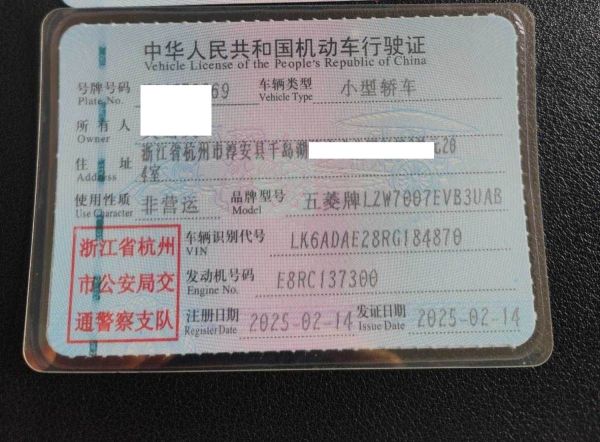 中华人民共和国机动车行驶证
Vehicle License of the People's Republic of China
号牌号码 69 车辆类型 小型轿车
Plate No. Vehicle Type
所有人
Owner
住址 浙江省杭州市淳安县千岛湖
Address 4室
使用性质 非营运 品牌型号 五菱牌LZW7007EVB3UAB
Use Character Model
浙江省杭州
市公安局交
通警察支队
车辆识别代号 LK6ADAE28RG184870
VIN
发动机号码 E8RC137300
Engine No.
注册日期 2025-02-14 发证日期 2025-02-14
Register Date Issue Date